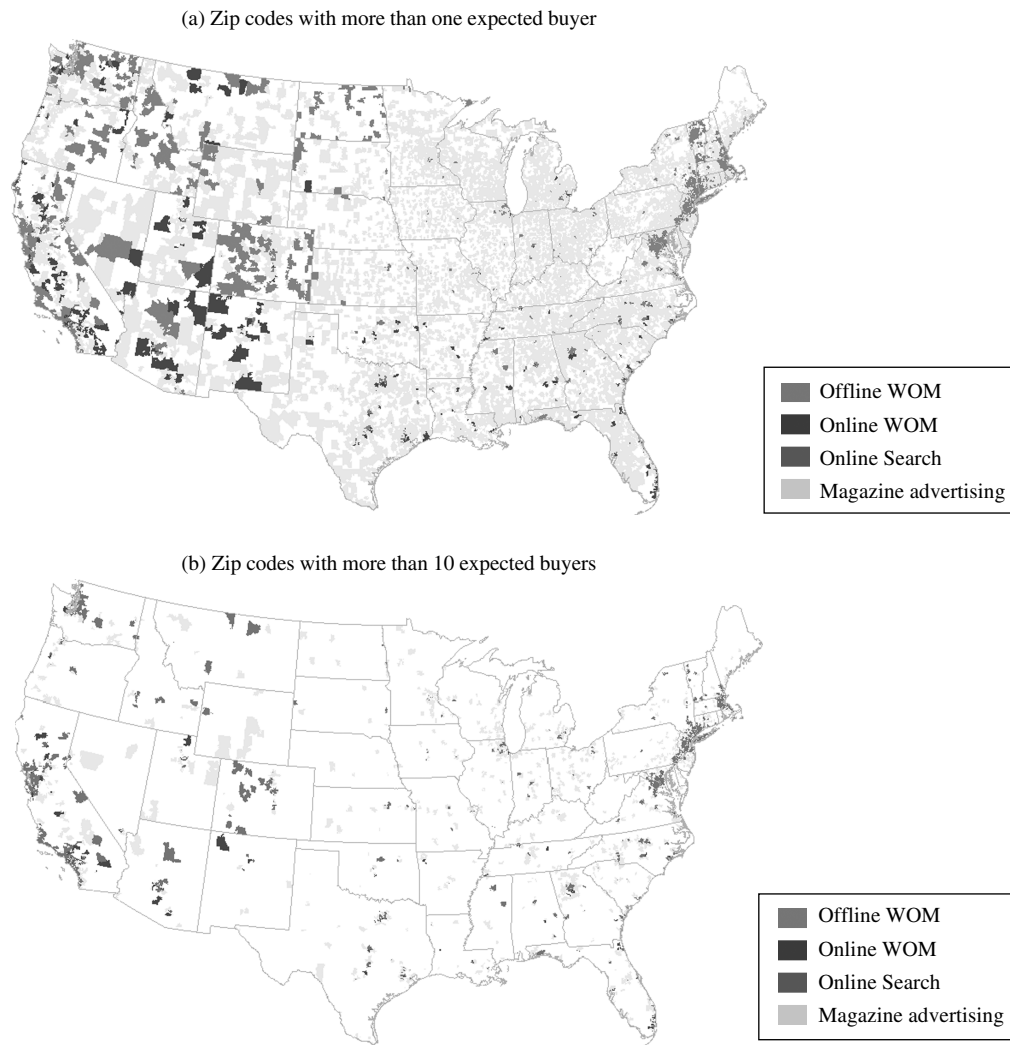 (a) Zip codes with more than one expected buyer
Offline WOM
Online WOM
Online Search
Magazine advertising
(b) Zip codes with more than 10 expected buyers
Offline WOM
Online WOM
Online Search
Magazine advertising